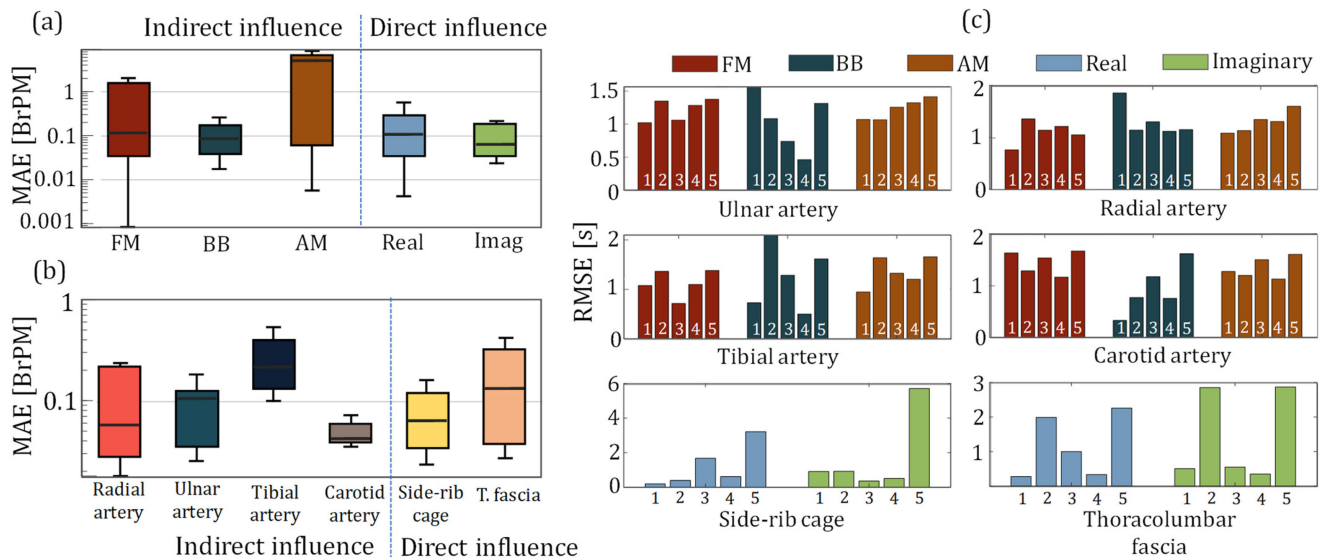 (a)
Indirect influence Direct influence
MAE [BrPM]
1
0.1
0.01
0.001
FM BB AM Real Imag
(b)
MAE [BrPM]
1
0.1
Radial artery
Ulnar artery
Tibial artery
Carotid artery
Side-rib cage
T. fascia
Indirect influence Direct influence
(c)
FM BB AM Real Imaginary
RMSE [s]
1.5
1
0.5
0
1 2 3 4 5 1 2 3 4 5 1 2 3 4 5
Ulnar artery
2
1
0
1 2 3 4 5 1 2 3 4 5 1 2 3 4 5
Radial artery
2
1
0
1 2 3 4 5 1 2 3 4 5 1 2 3 4 5
Tibial artery
2
1
0
1 2 3 4 5 1 2 3 4 5 1 2 3 4 5
Carotid artery
6
4
2
0
1 2 3 4 5 1 2 3 4 5
Side-rib cage
3
2
1
1 2 3 4 5 1 2 3 4 5
Thoracolumbar
fascia